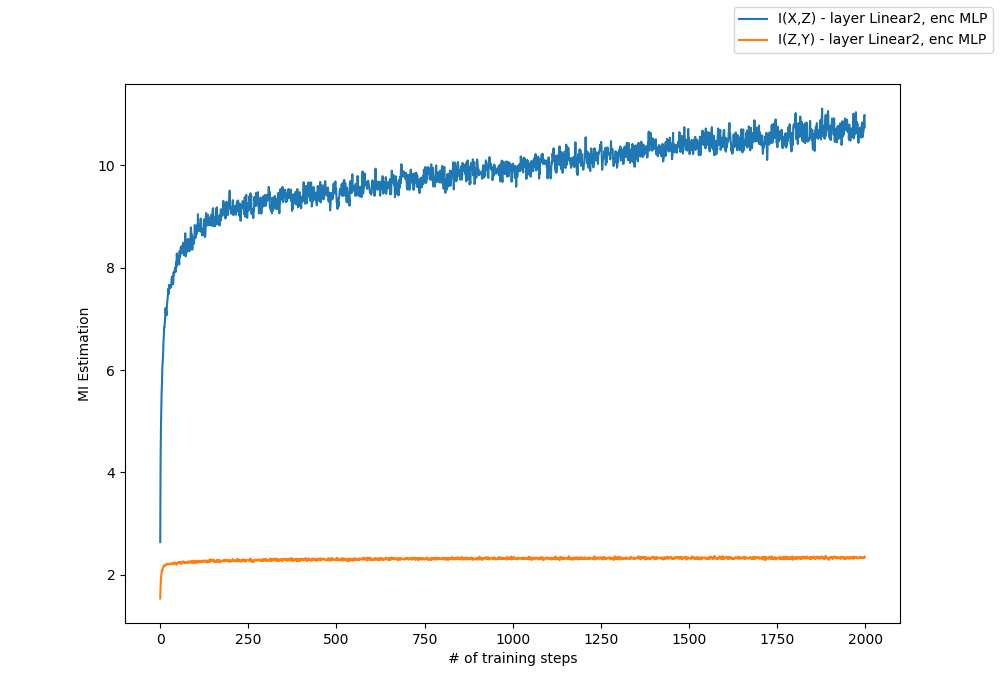 I(X,Z) - layer Linear2, enc MLP
I(Z,Y) - layer Linear2, enc MLP
10
8
6
4
2
MI Estimation
0 250 500 750 1000 1250 1500 1750 2000
# of training steps